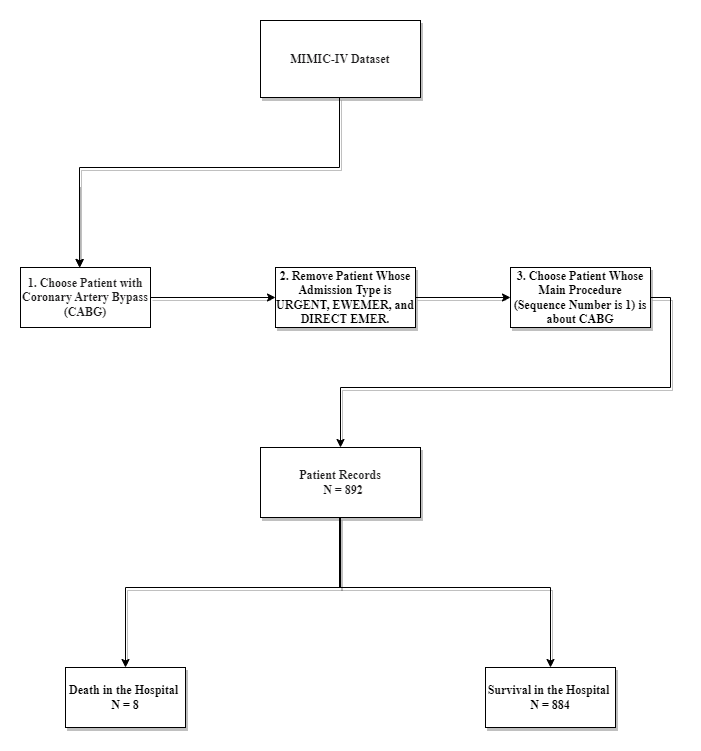 MIMIC-IV Dataset
1. Choose Patient with
Coronary Artery Bypass
(CABG)
2. Remove Patient Whose
Admission Type is
URGENT, EWEMER, and
DIRECT EMER.
3. Choose Patient Whose
Main Procedure
(Sequence Number is 1) is
about CABG
Patient Records
N = 892
Death in the Hospital
N = 8
Survival in the Hospital
N = 884